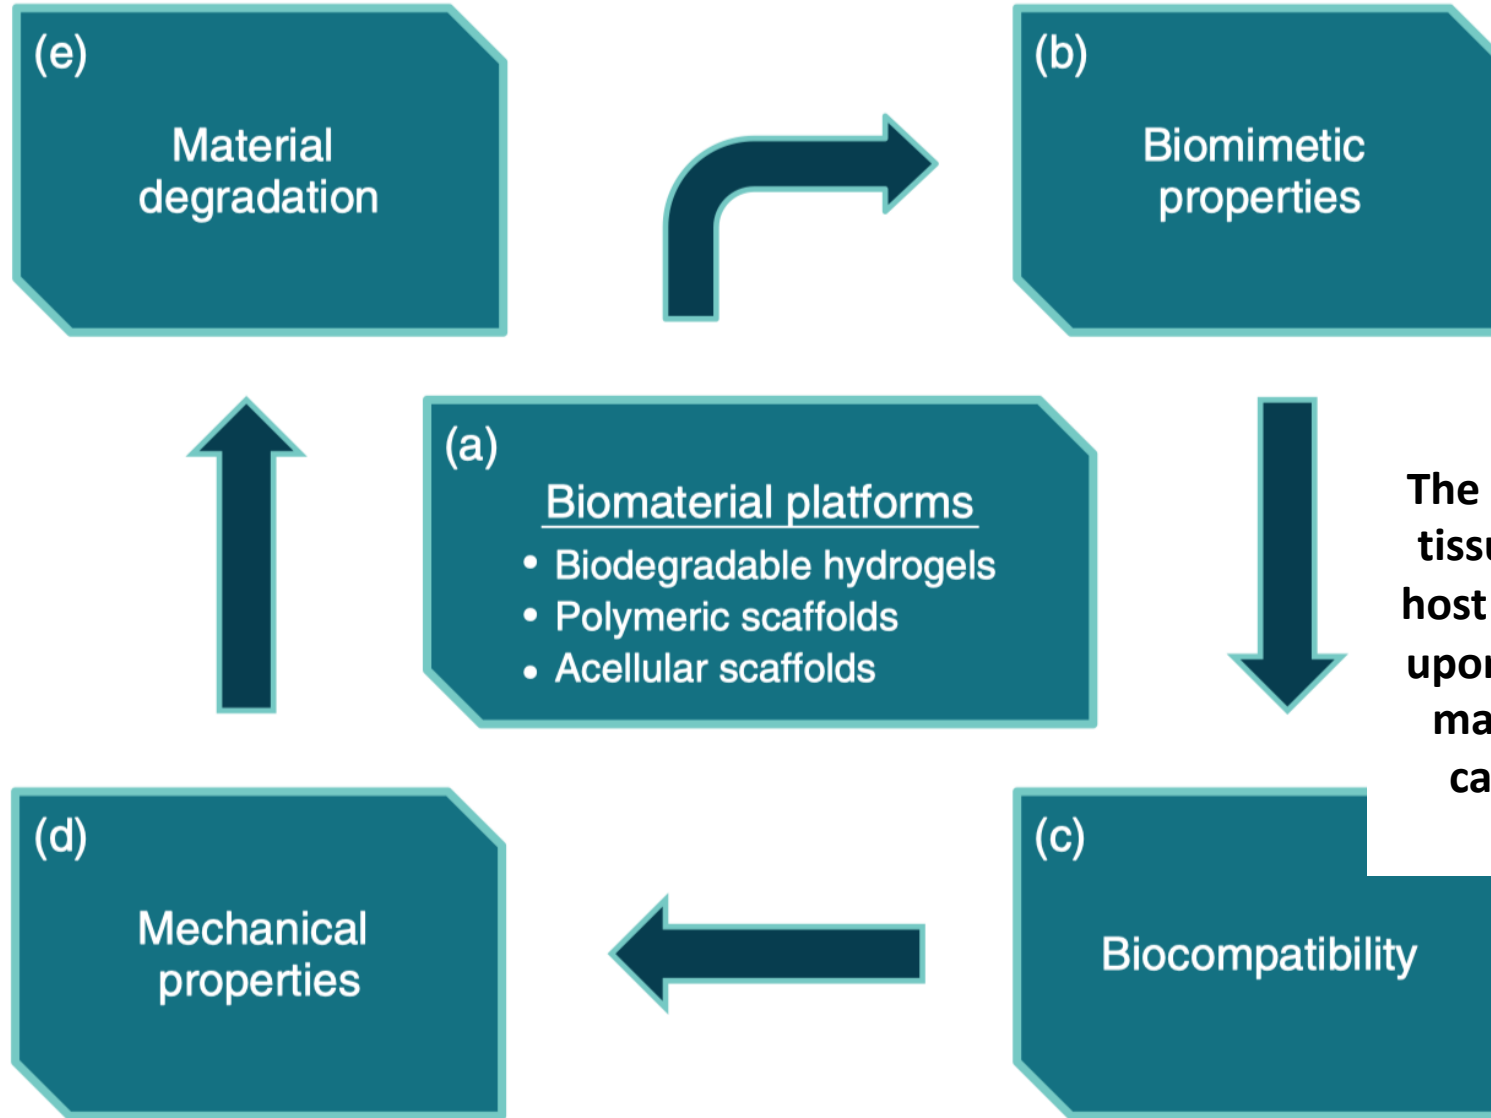 (e)
Material
degradation
(b)
Biomimetic
properties
(a)
Biomaterial platforms
• Biodegradable hydrogels
• Polymeric scaffolds
• Acellular scaffolds
The
host
(d)
Mechanical
properties
(c)
Biocompatibility